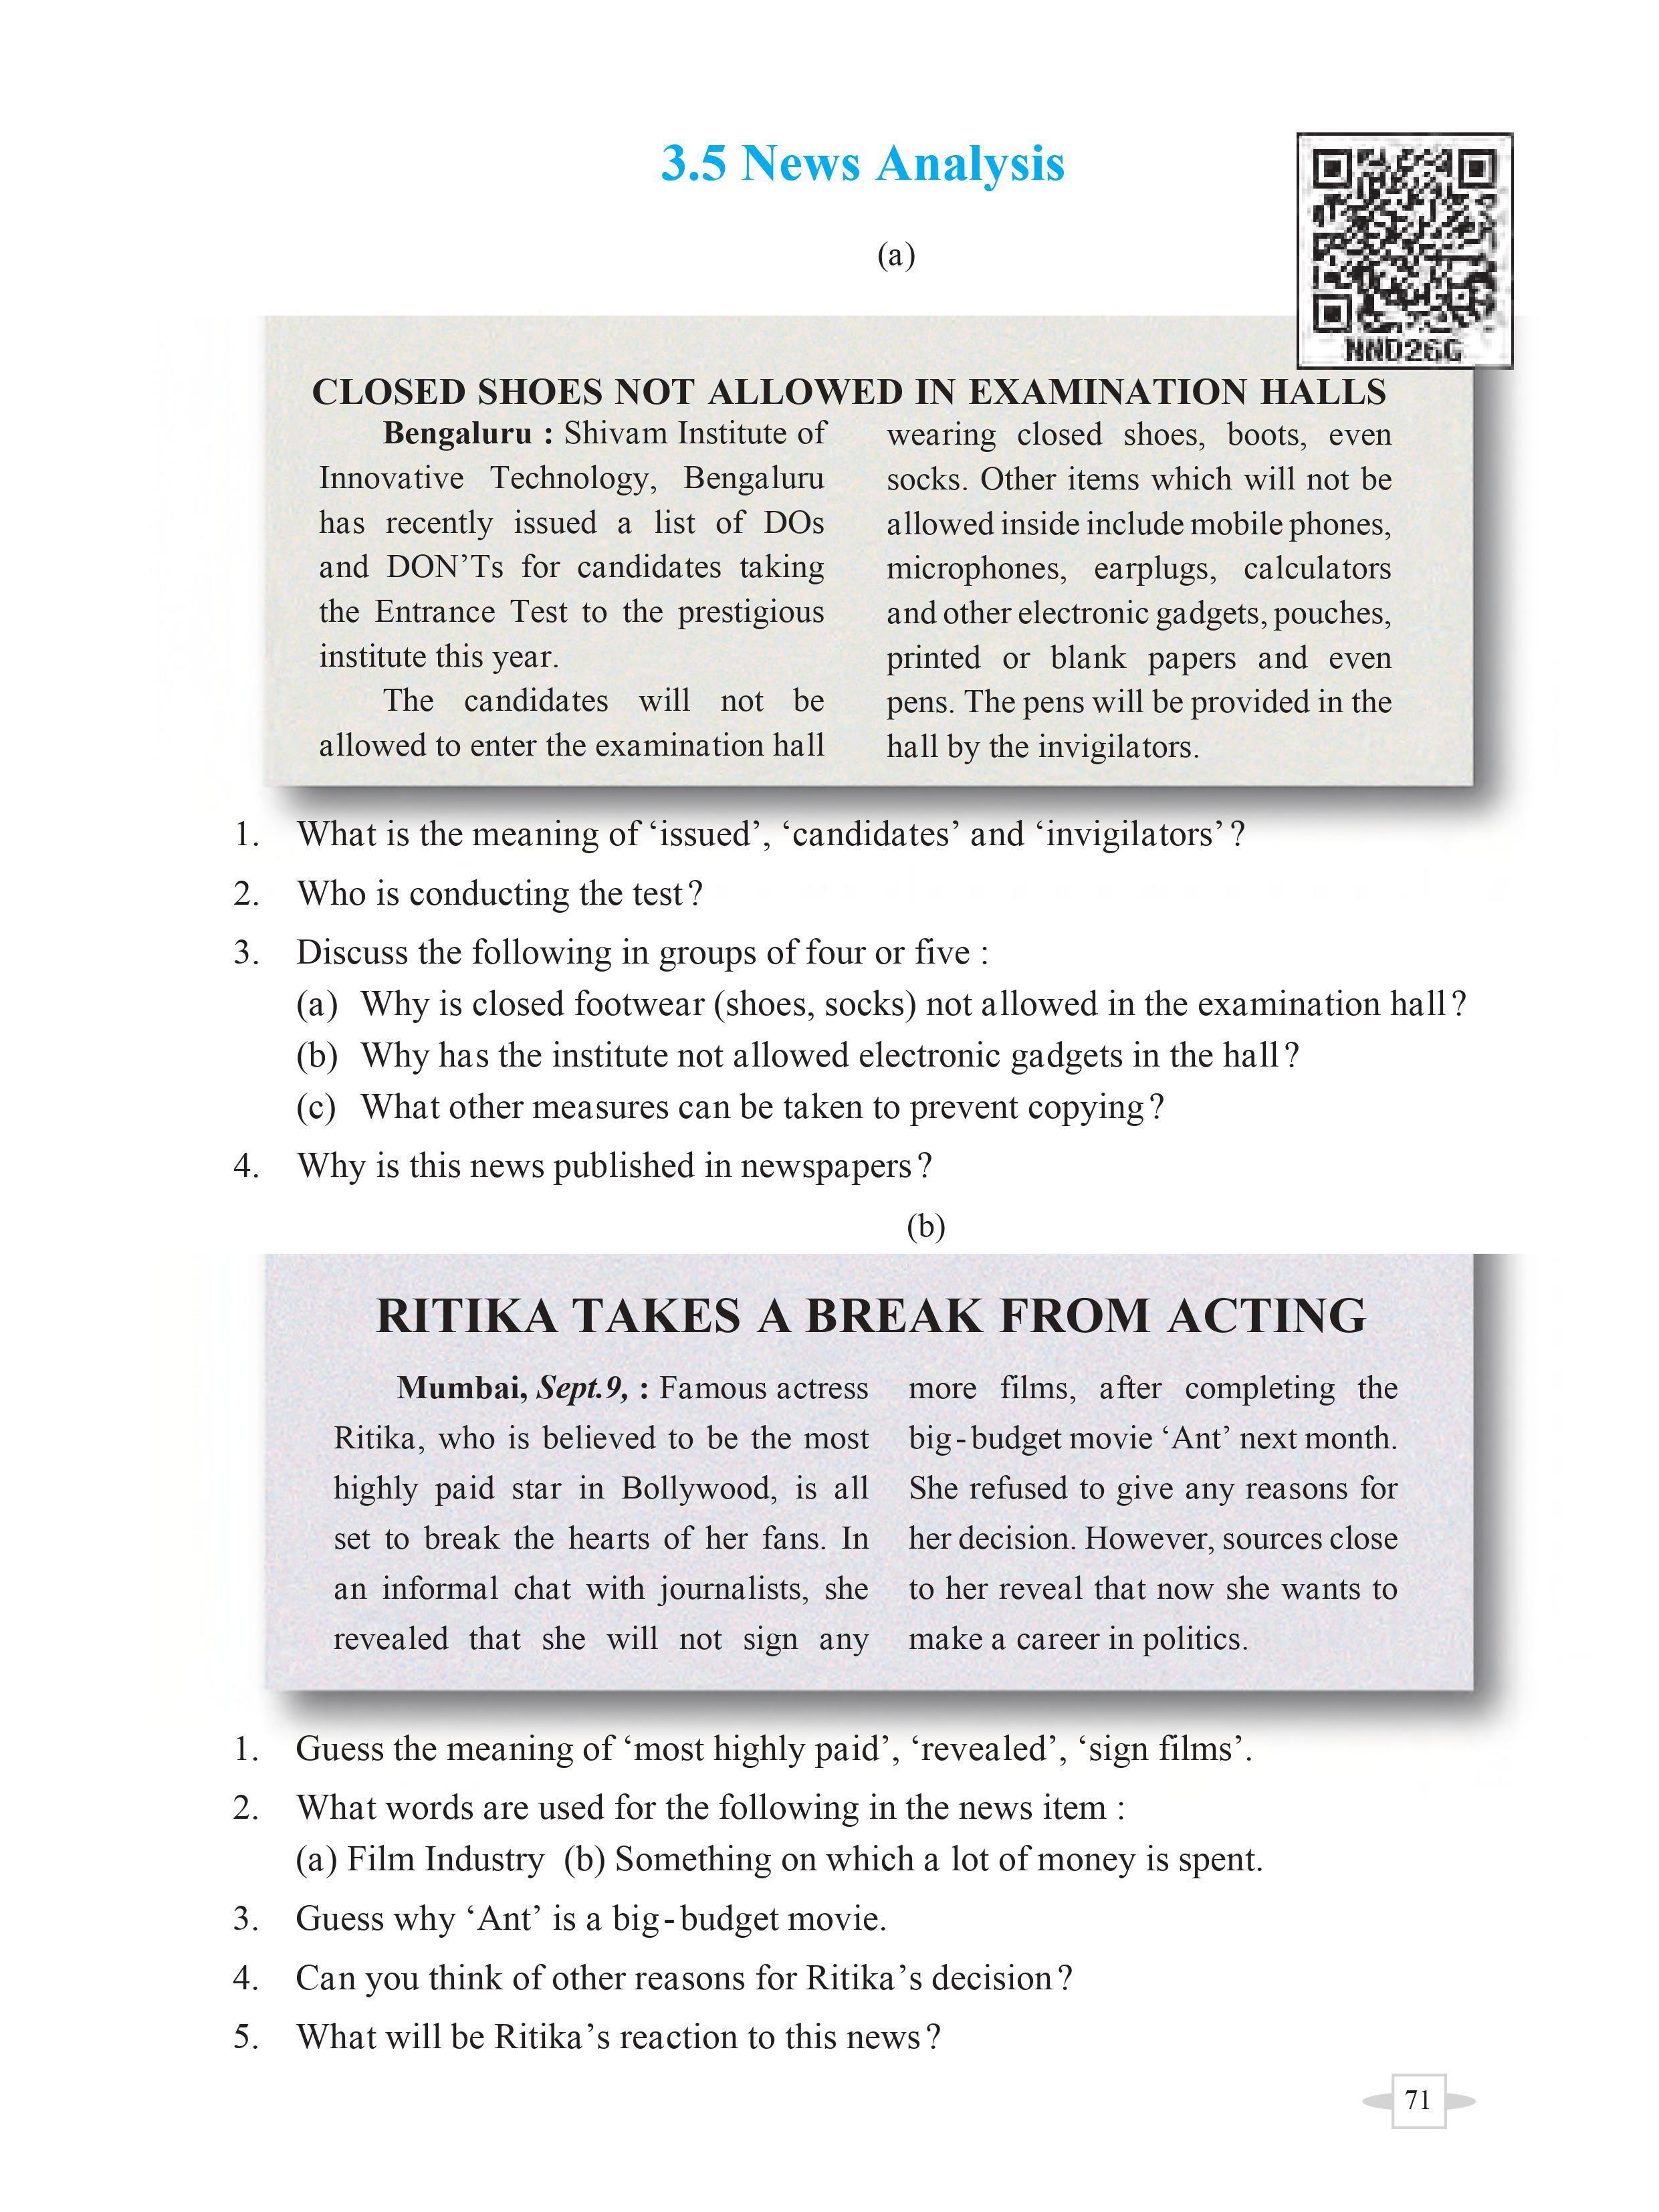 3.5 News Analysis
NND26G
(a)
CLOSED SHOES NOT ALLOWED IN EXAMINATION HALLS
Bengaluru : Shivam Institute of
Innovative Technology, Bengaluru
has recently issued a list of DOs
and DON’Ts for candidates taking
the Entrance Test to the prestigious
institute this year.
The candidates will not be
allowed to enter the examination hall
wearing closed shoes, boots, even
socks. Other items which will not be
allowed inside include mobile phones,
microphones, earplugs, calculators
and other electronic gadgets, pouches,
printed or blank papers and even
pens. The pens will be provided in the
hall by the invigilators.
1. What is the meaning of ‘issued’, ‘candidates’ and ‘invigilators’?
2. Who is conducting the test?
3. Discuss the following in groups of four or five :
(a) Why is closed footwear (shoes, socks) not allowed in the examination hall?
(b) Why has the institute not allowed electronic gadgets in the hall?
(c) What other measures can be taken to prevent copying?
4. Why is this news published in newspapers?
(b)
RITIKA TAKES A BREAK FROM ACTING
Mumbai, Sept.9, : Famous actress
Ritika, who is believed to be the most
highly paid star in Bollywood, is all
set to break the hearts of her fans. In
an informal chat with journalists, she
revealed that she will not sign any
more films, after completing the
big-budget movie ‘Ant’ next month.
She refused to give any reasons for
her decision. However, sources close
to her reveal that now she wants to
make a career in politics.
1. Guess the meaning of ‘most highly paid’, ‘revealed’, ‘sign films’.
2. What words are used for the following in the news item :
(a) Film Industry (b) Something on which a lot of money is spent.
3. Guess why ‘Ant’ is a big-budget movie.
4. Can you think of other reasons for Ritika’s decision?
5. What will be Ritika’s reaction to this news?
71